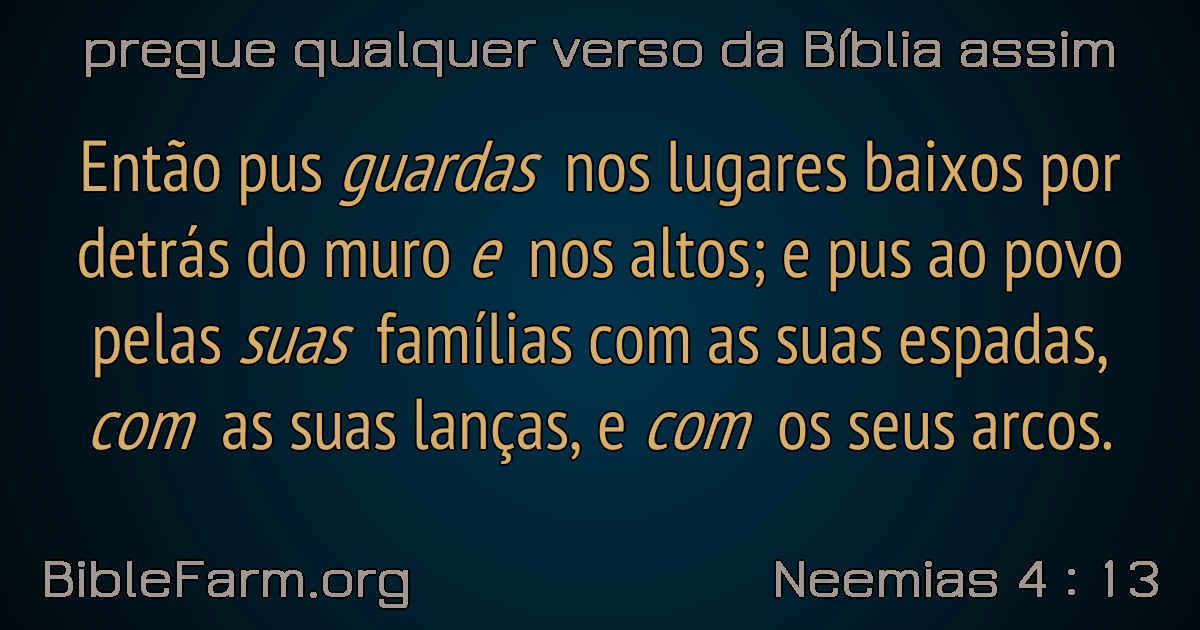 pregue qualquer verso da Bíblia assim
Então pus guardas nos lugares baixos por
detrás do muro e nos altos; e pus ao povo
pelas suas famílias com as suas espadas,
com as suas lanças, e com os seus arcos.
BibleFarm.org
Neemias 4 : 13